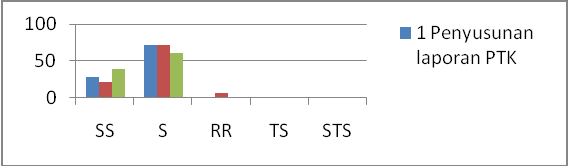 100
50
0
SS S RR TS STS
1 Penyusunan
laporan PTK